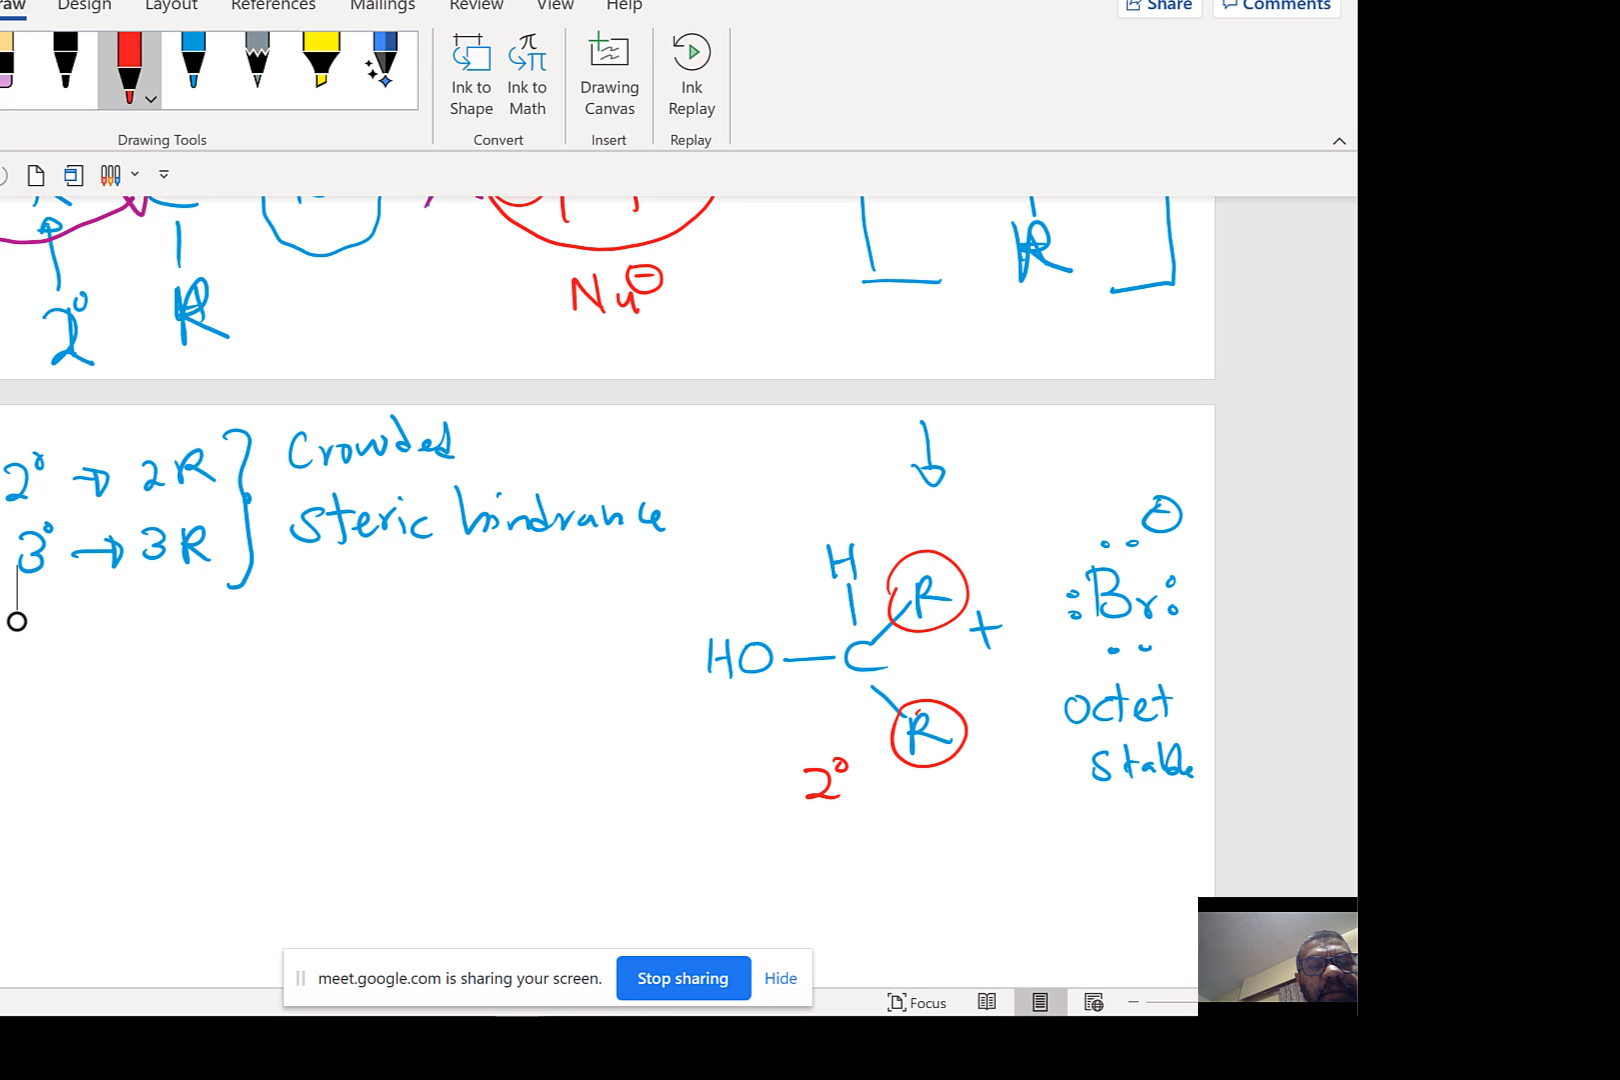 Design Layout References Mailings Review View Help Share Comments
Ink to Shape
Ink to Math
Drawing Canvas
Ink Replay
Drawing Tools Convert Insert Replay
2° R
Nu⊖
R
2° → 2R } Crowded
3° → 3R } Steric hindrance
H
R
HO — C +
R
2°
⊖
:Br:
octet
stable
meet.google.com is sharing your screen. Stop sharing Hide
Focus